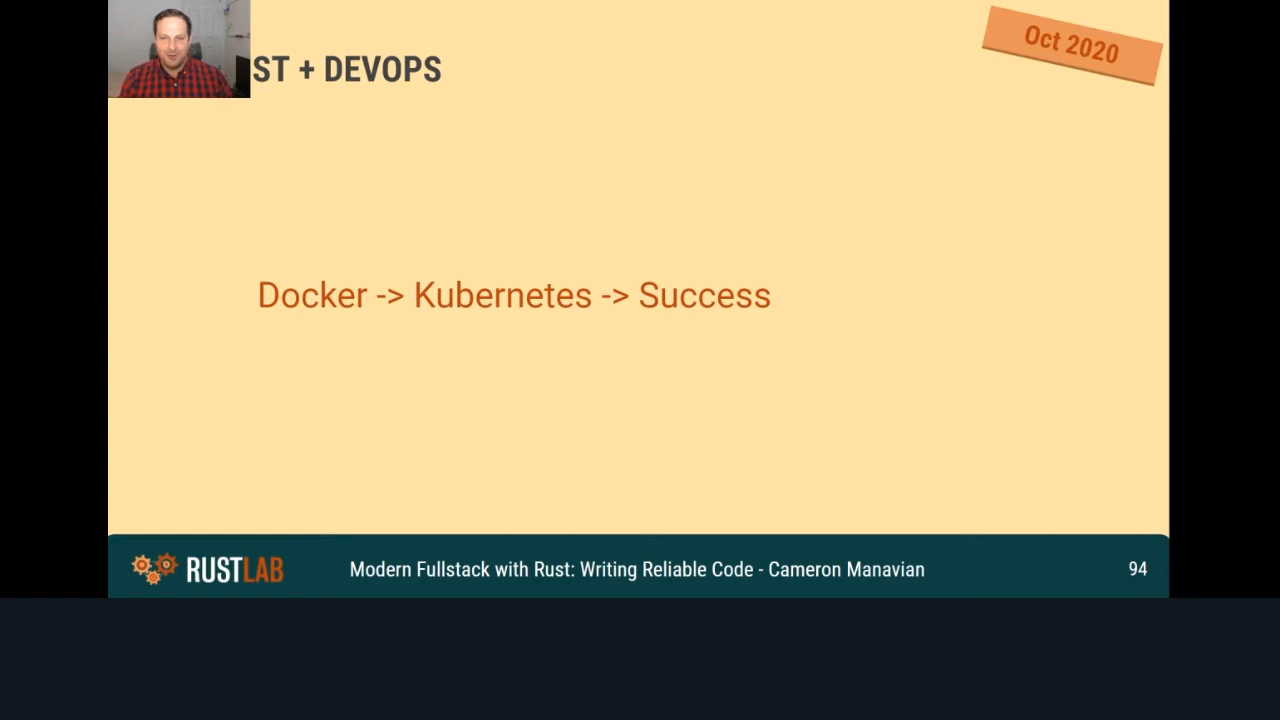 ST + DEVOPS
Oct 2020
Docker -> Kubernetes -> Success
RUSTLAB
Modern Fullstack with Rust: Writing Reliable Code - Cameron Manavian
94